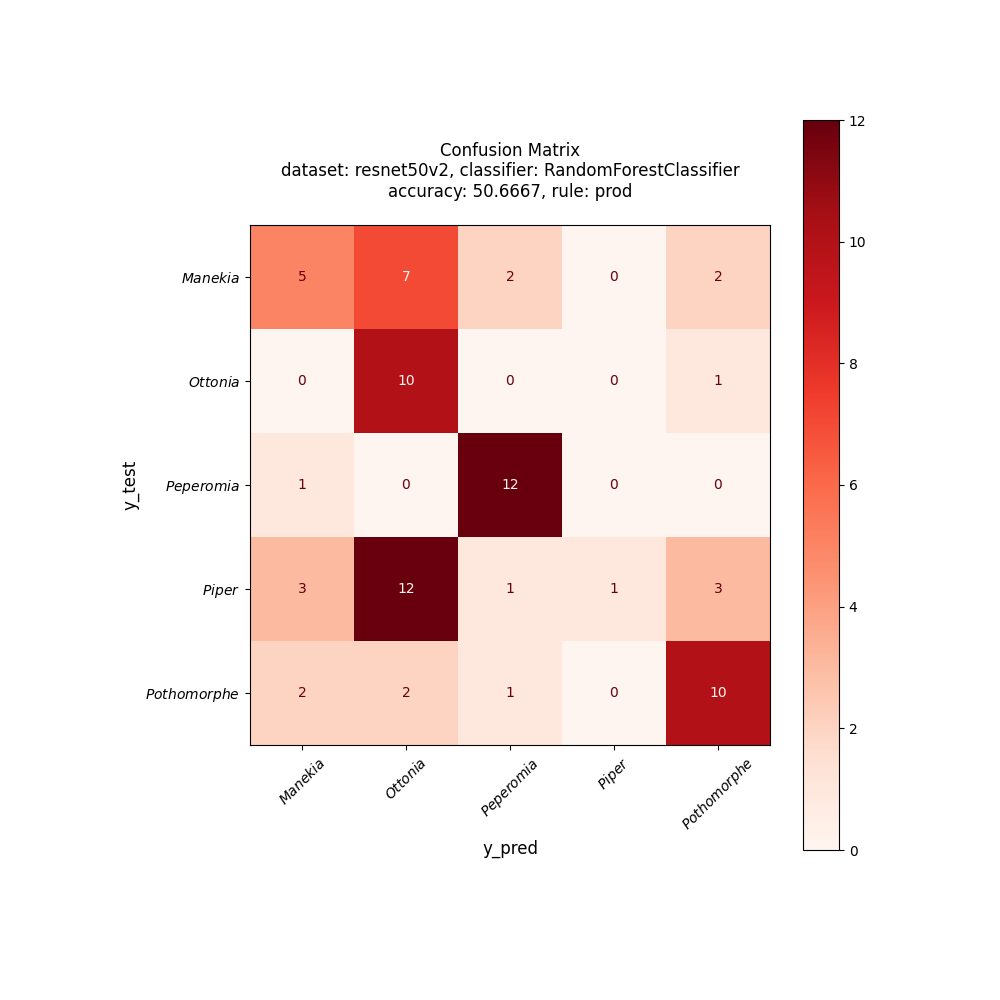 Confusion Matrix
dataset: resnet50v2, classifier: RandomForestClassifier
accuracy: 50.6667, rule: prod
y_test
Manekia 5 7 2 0 2
Ottonia 0 10 0 0 1
Peperomia 1 0 12 0 0
Piper 3 12 1 1 3
Pothomorphe 2 2 1 0 10
Manekia Ottonia Peperomia Piper Pothomorphe
y_pred
12
10
8
6
4
2
0